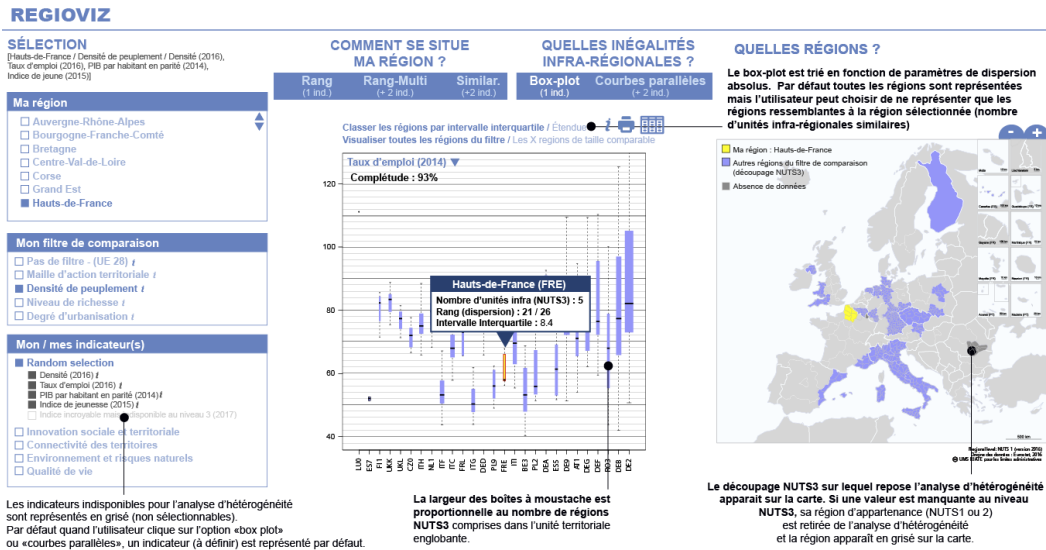 REGIOVIZ
SÉLECTION
[Hauts-de-France / Densité de peuplement / Densité (2016),
Taux d'emploi (2016), PIB par habitant en parité (2014),
Indice de jeune (2015)]
Ma région
Auvergne-Rhône-Alpes
Bourgogne-Franche-Comté
Bretagne
Centre-Val-de-Loire
Corse
Grand Est
Hauts-de-France
Mon filtre de comparaison
Pas de filtre - (UE 28) i
Maille d'action territoriale i
Densité de peuplement i
Niveau de richesse i
Degré d'urbanisation i
Mon / mes indicateur(s)
Random selection
Densité (2016) i
Taux d'emploi (2016) i
PIB par habitant en parité (2014) i
Indice de jeunesse (2015) i
Indice incroyable mais disponible au niveau 3 (2017)
Innovation sociale et territoriale
Connectivité des territoires
Environnement et risques naturels
Qualité de vie
Les indicateurs indisponibles pour l'analyse d'hétérogénéité
sont représentés en grisé (non sélectionnables).
Par défaut quand l'utilisateur clique sur l'option «box plot»
ou «courbes parallèles», un indicateur (à définir) est représenté par défaut.
COMMENT SE SITUE
MA RÉGION ?
Rang Rang-Multi Similar.
(1 ind.) (+ 2 ind.) (+2 ind.)
QUELLES INÉGALITÉS
INFRA-RÉGIONALES ?
Box-plot Courbes parallèles
(1 ind.) (+ 2 ind.)
Classer les régions par intervalle interquartile / Étendue
Visualiser toutes les régions du filtre / Les X regions de taille comparable
i
Taux d'emploi (2014)
Complétude : 93%
120
100
80
60
40
Hauts-de-France (FRE)
Nombre d'unités infra (NUTS3) : 5
Rang (dispersion) : 21 / 26
Intervalle Interquartile : 8.4
LU0 ES7 FI1 UKK UKL CZ0 ITH NL1 ITF ITC FRL ITG DED PL9 FRE ITI BE3 PL2 DEA ES5 DE9 AT1 DEG DEF RO3 DEB DE2
La largeur des boîtes à moustache est
proportionnelle au nombre de régions
NUTS3 comprises dans l'unité territoriale
englobante.
QUELLES RÉGIONS ?
Le box-plot est trié en fonction de paramètres de dispersion
absolus. Par défaut toutes les régions sont représentées
mais l'utilisateur peut choisir de ne représenter que les
régions ressemblantes à la région sélectionnée (nombre
d'unités infra-régionales similaires)
- +
Ma région : Hauts-de-France
Autres régions du filtre de comparaison
(découpage NUTS3)
Absence de données
500 km
Le découpage NUTS3 sur lequel repose l'analyse d'hétérogénéité
apparait sur la carte. Si une valeur est manquante au niveau
NUTS3, sa région d'appartenance (NUTS1 ou 2)
est retirée de l'analyse d'hétérogénéité
et la région apparaît en grisé sur la carte.